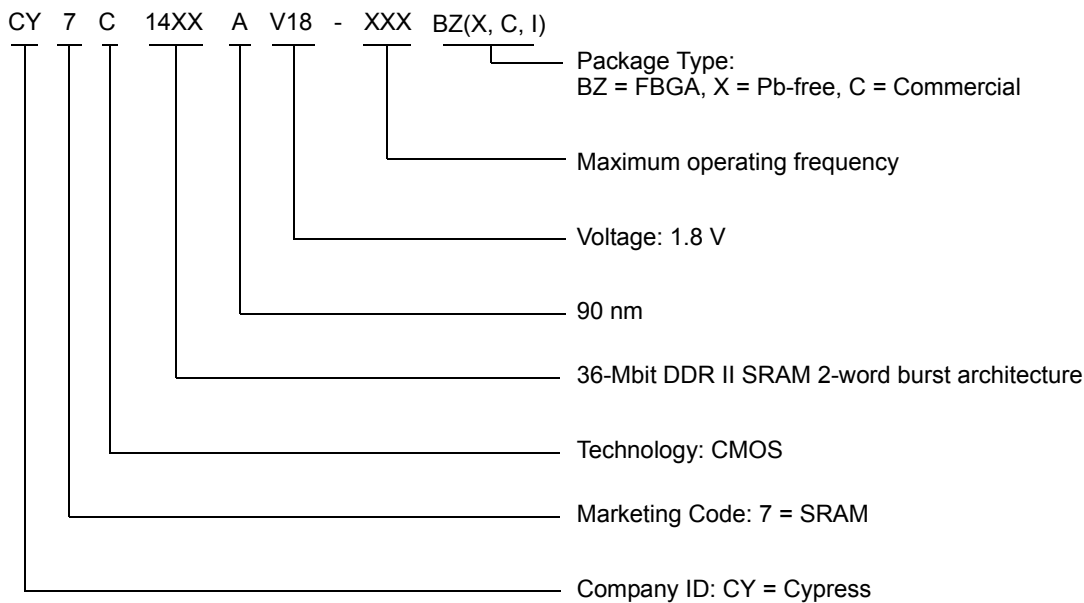 CY 7 C 14XX A V18 - XXX BZ(X, C, I)
Package Type:
BZ = FBGA, X = Pb-free, C = Commercial
Maximum operating frequency
Voltage: 1.8 V
90 nm
36-Mbit DDR II SRAM 2-word burst architecture
Technology: CMOS
Marketing Code: 7 = SRAM
Company ID: CY = Cypress